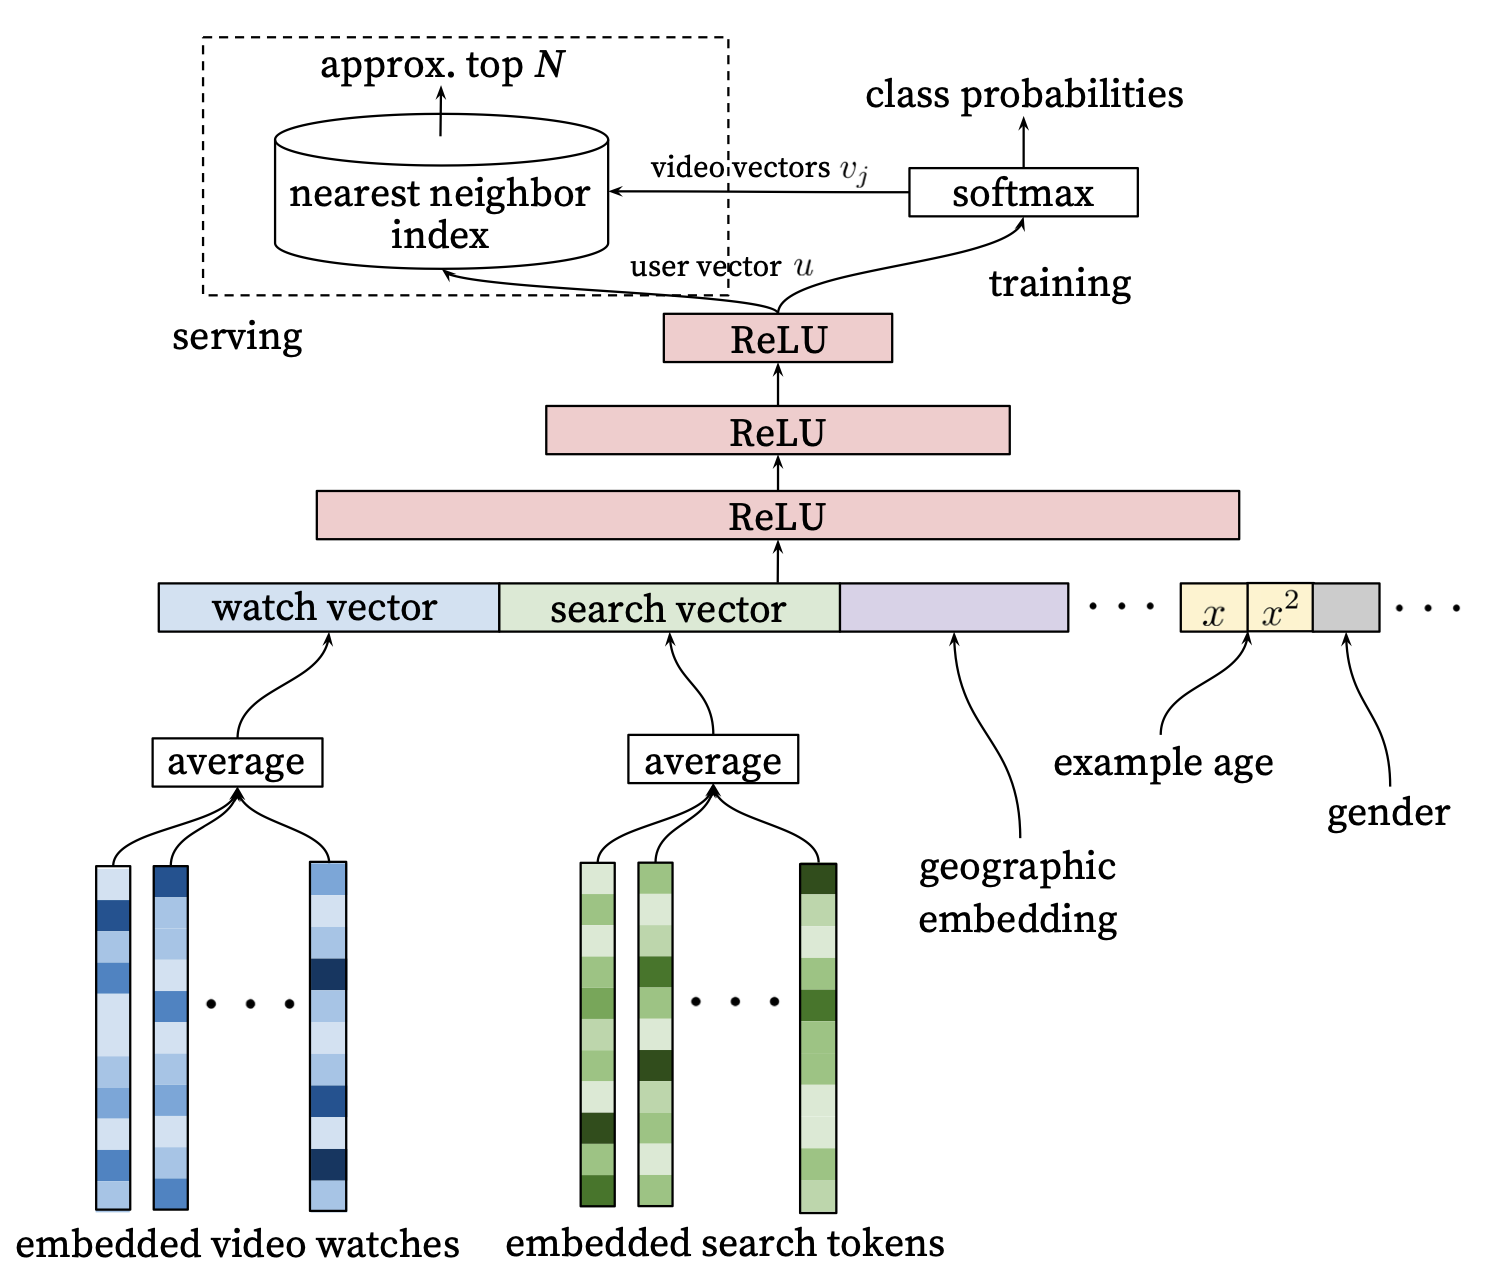 approx. top N
class probabilities
video vectors v_j
nearest neighbor
index
softmax
user vector u
training
serving
ReLU
ReLU
ReLU
watch vector
search vector
x
x²
average
average
example age
gender
geographic
embedding
embedded video watches
embedded search tokens